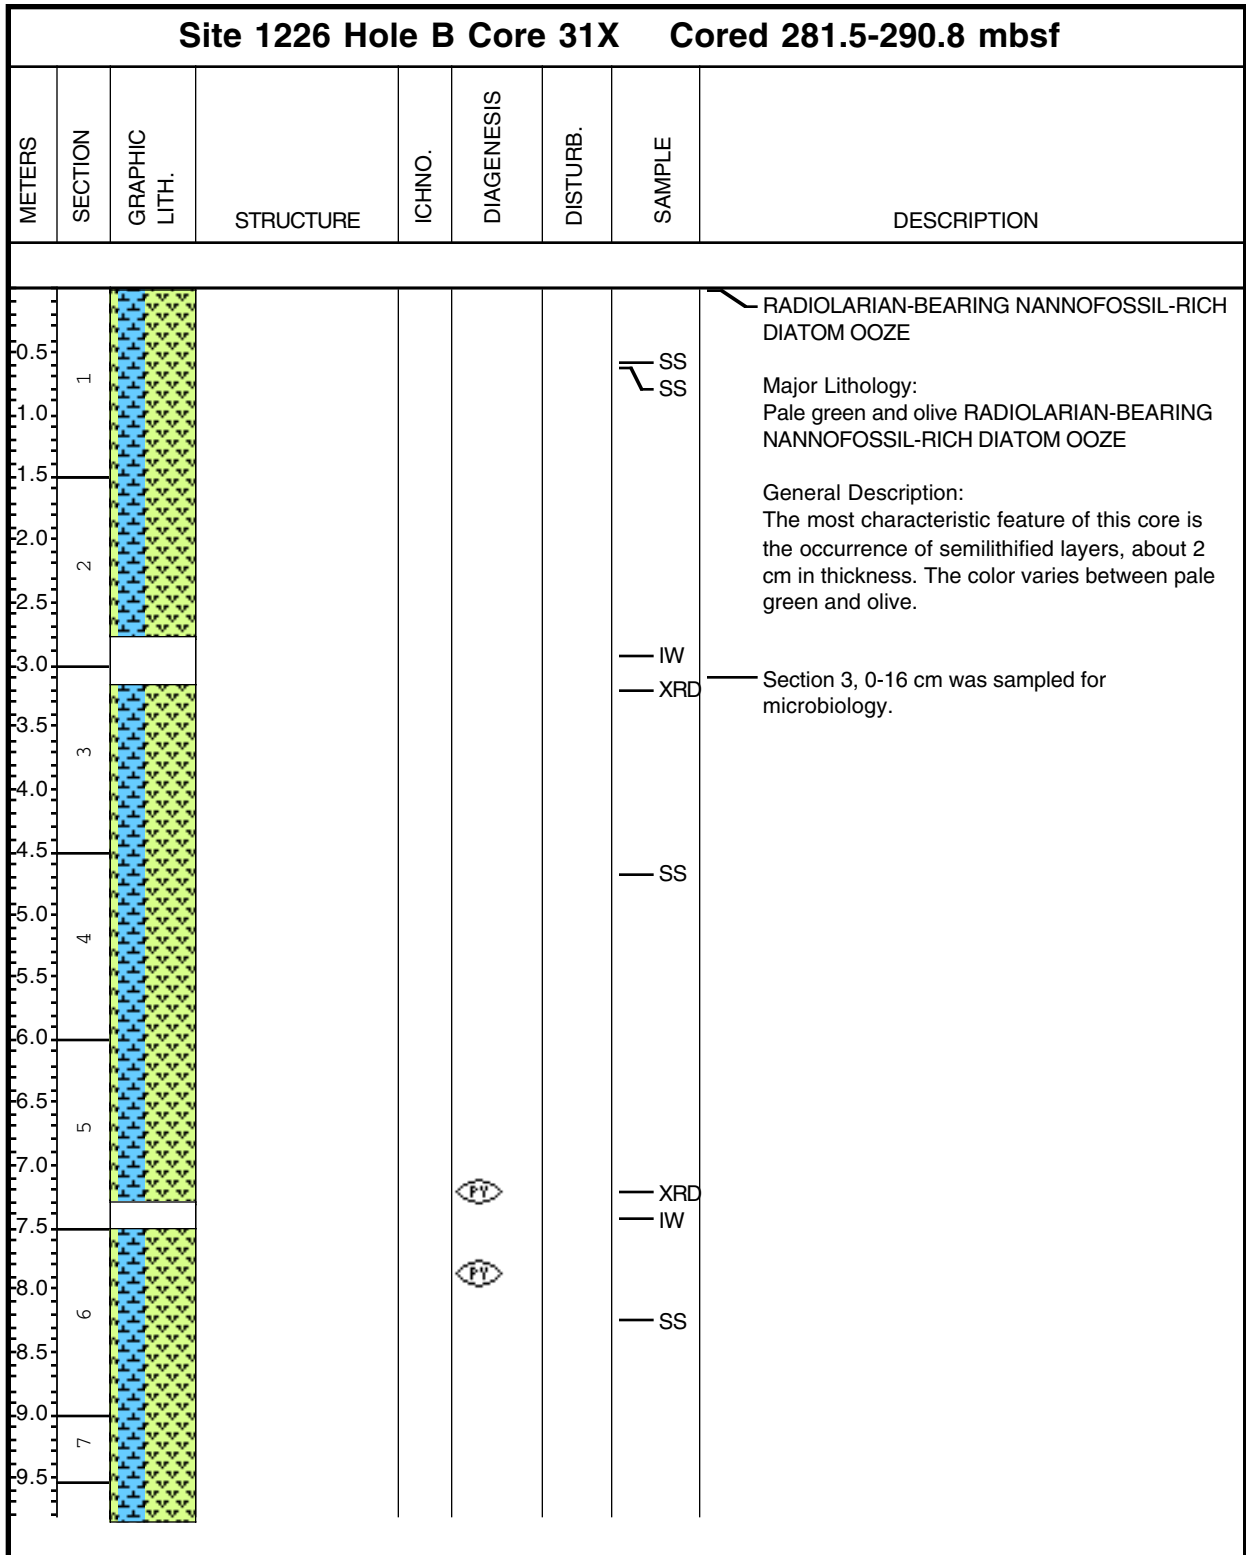 Site 1226 Hole B Core 31X Cored 281.5-290.8 mbsf
METERS
SECTION
GRAPHIC
LITH.
STRUCTURE
ICHNO.
DIAGENESIS
DISTURB.
SAMPLE
DESCRIPTION
0.5
1.0
1.5
2.0
2.5
3.0
3.5
4.0
4.5
5.0
5.5
6.0
6.5
7.0
7.5
8.0
8.5
9.0
9.5
1
2
3
4
5
6
7
PY
PY
SS
SS
IW
XRD
SS
XRD
IW
SS
RADIOLARIAN-BEARING NANNOFOSSIL-RICH
DIATOM OOZE
Major Lithology:
Pale green and olive RADIOLARIAN-BEARING
NANNOFOSSIL-RICH DIATOM OOZE
General Description:
The most characteristic feature of this core is
the occurrence of semilithified layers, about 2
cm in thickness. The color varies between pale
green and olive.
Section 3, 0-16 cm was sampled for
microbiology.